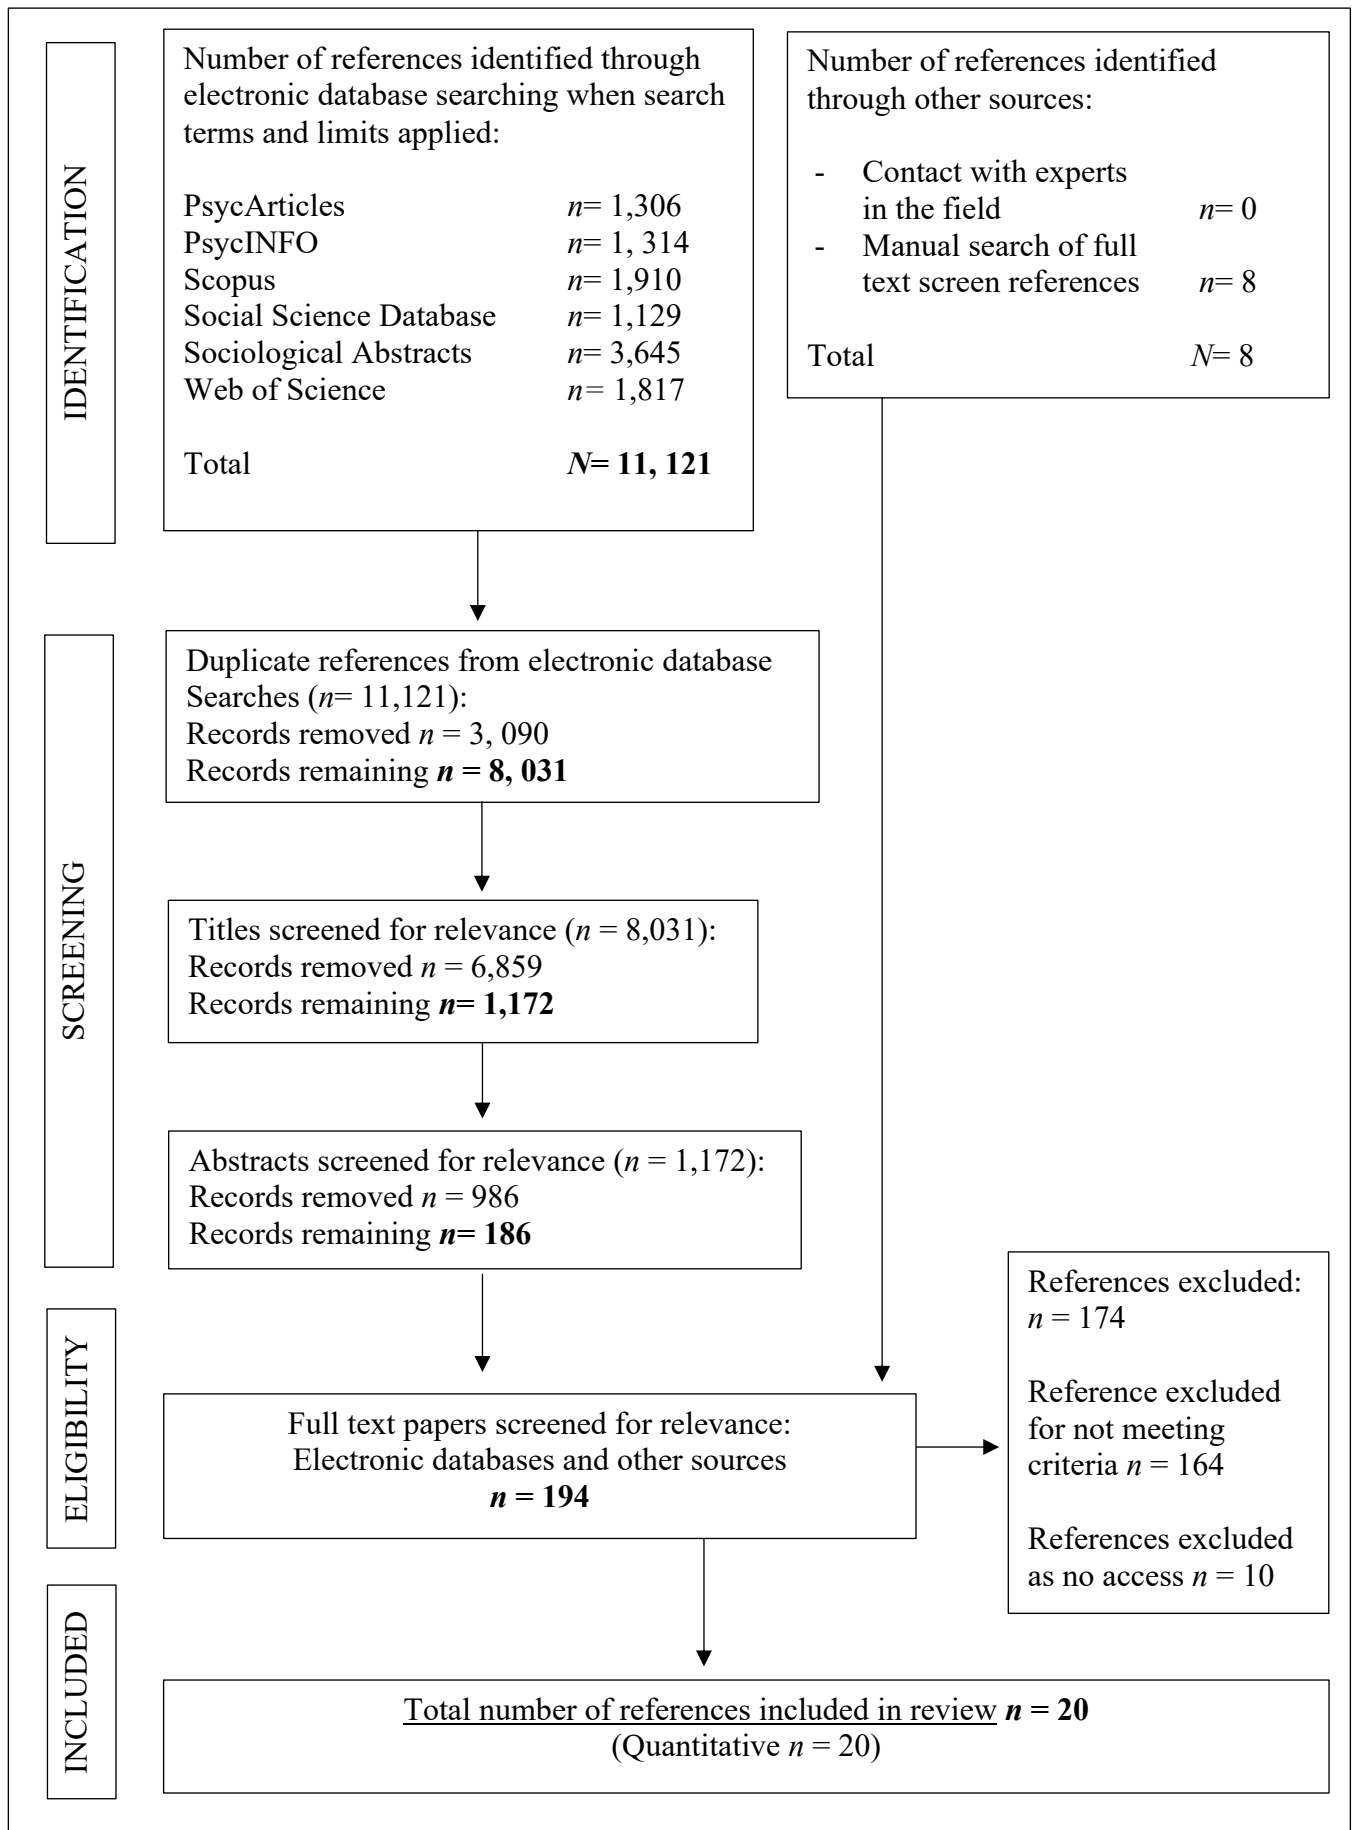 IDENTIFICATION
Number of references identified through
electronic database searching when search
terms and limits applied:
PsycArticles n= 1,306
PsycINFO n= 1, 314
Scopus n= 1,910
Social Science Database n= 1,129
Sociological Abstracts n= 3,645
Web of Science n= 1,817
Total N= 11, 121
Number of references identified
through other sources:
- Contact with experts
in the field n= 0
- Manual search of full
text screen references n= 8
Total N= 8
SCREENING
Duplicate references from electronic database
Searches (n= 11,121):
Records removed n = 3, 090
Records remaining n = 8, 031
Titles screened for relevance (n = 8,031):
Records removed n = 6,859
Records remaining n= 1,172
Abstracts screened for relevance (n = 1,172):
Records removed n = 986
Records remaining n= 186
ELIGIBILITY
Full text papers screened for relevance:
Electronic databases and other sources
n = 194
References excluded:
n = 174
Reference excluded
for not meeting
criteria n = 164
References excluded
as no access n = 10
INCLUDED
Total number of references included in review n = 20
(Quantitative n = 20)